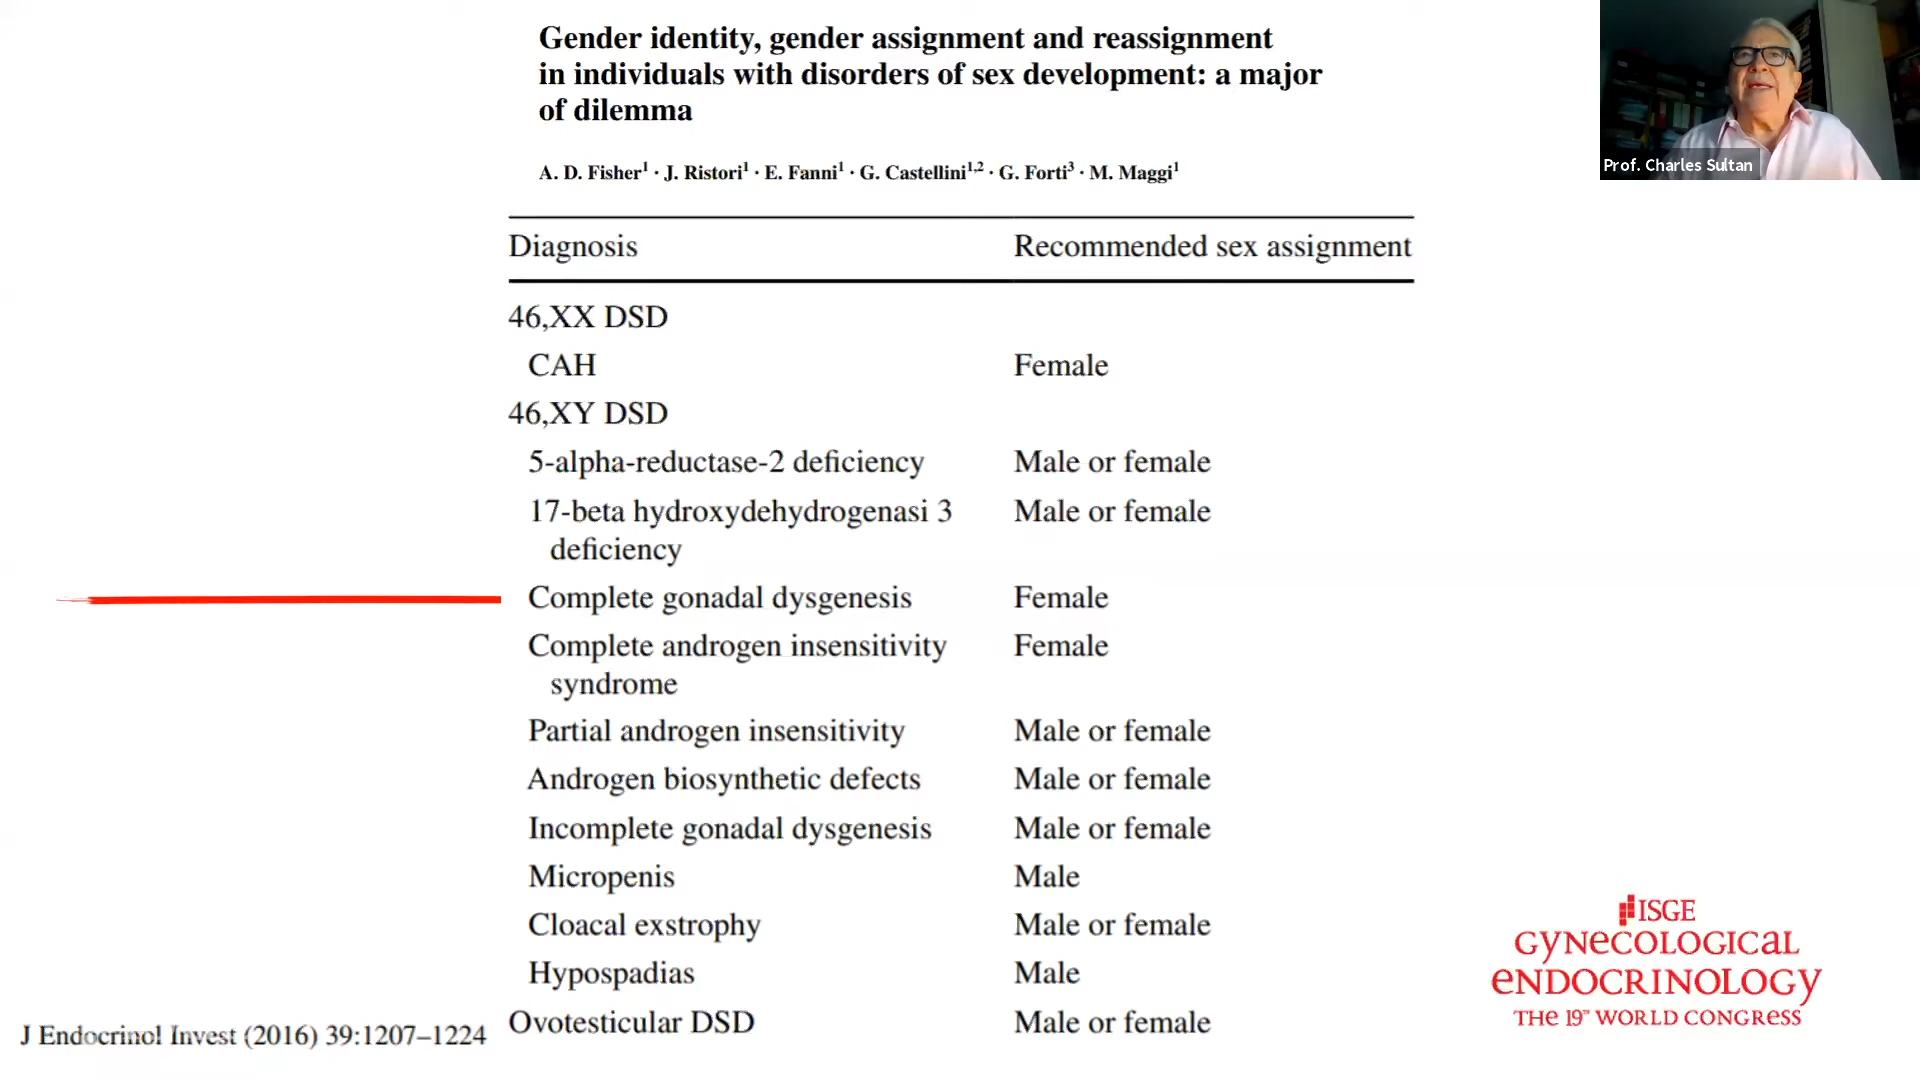 Gender identity, gender assignment and reassignment
in individuals with disorders of sex development: a major
of dilemma
Prof. Charles Sultan
A. D. Fisher1 · J. Ristori1 · E. Fanni1 · G. Castellini1,2 · G. Forti3 · M. Maggi1
Diagnosis Recommended sex assignment
46,XX DSD
CAH Female
46,XY DSD
5-alpha-reductase-2 deficiency Male or female
17-beta hydroxydehydrogenasi 3 Male or female
deficiency
Complete gonadal dysgenesis Female
Complete androgen insensitivity Female
syndrome
Partial androgen insensitivity Male or female
Androgen biosynthetic defects Male or female
Incomplete gonadal dysgenesis Male or female
Micropenis Male
Cloacal exstrophy Male or female
Hypospadias Male
Ovotesticular DSD Male or female
J Endocrinol Invest (2016) 39:1207–1224
ISGE
GYNeCOLOGICaL
eNDOCRINOLOGY
THe 19TH WORLD CONGRESS